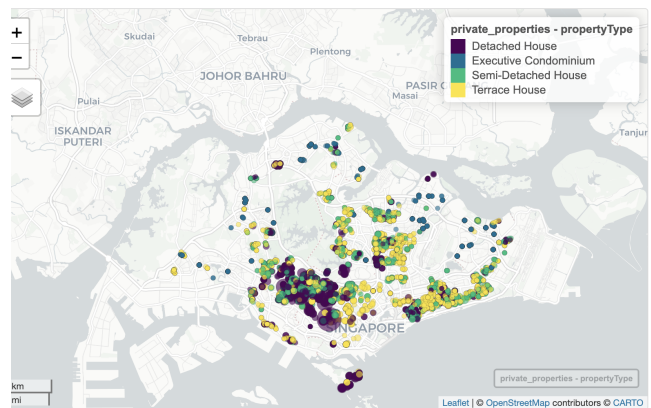 +
−
Skudai
Tebrau
Plentong
JOHOR BAHRU
PASIR G
Masai
Pulai
ISKANDAR
PUTERI
Tanjur
SINGAPORE
private_properties - propertyType
Detached House
Executive Condominium
Semi-Detached House
Terrace House
km
mi
private_properties - propertyType
Leaflet | © OpenStreetMap contributors © CARTO